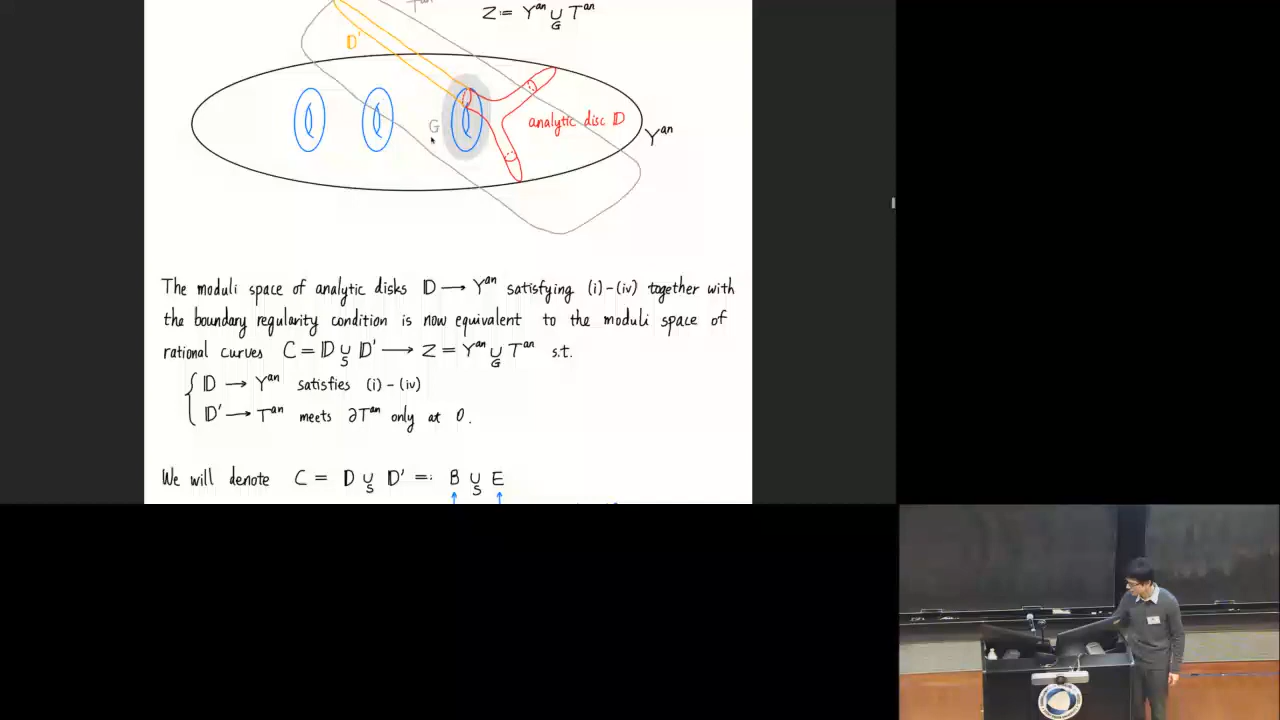 T^an
Z := Y^an ∪_G T^an
D'
G
analytic disc 𝔻
Y^an
The moduli space of analytic disks 𝔻 ⟶ Y^an satisfying (i)-(iv) together with
the boundary regularity condition is now equivalent to the moduli space of
rational curves C = 𝔻 ∪_S 𝔻' ⟶ Z = Y^an ∪_G T^an s.t.
{ 𝔻 ⟶ Y^an satisfies (i)-(iv)
𝔻' ⟶ T^an meets ∂T^an only at 0.
We will denote C = 𝔻 ∪_S 𝔻' =: B ∪_S E